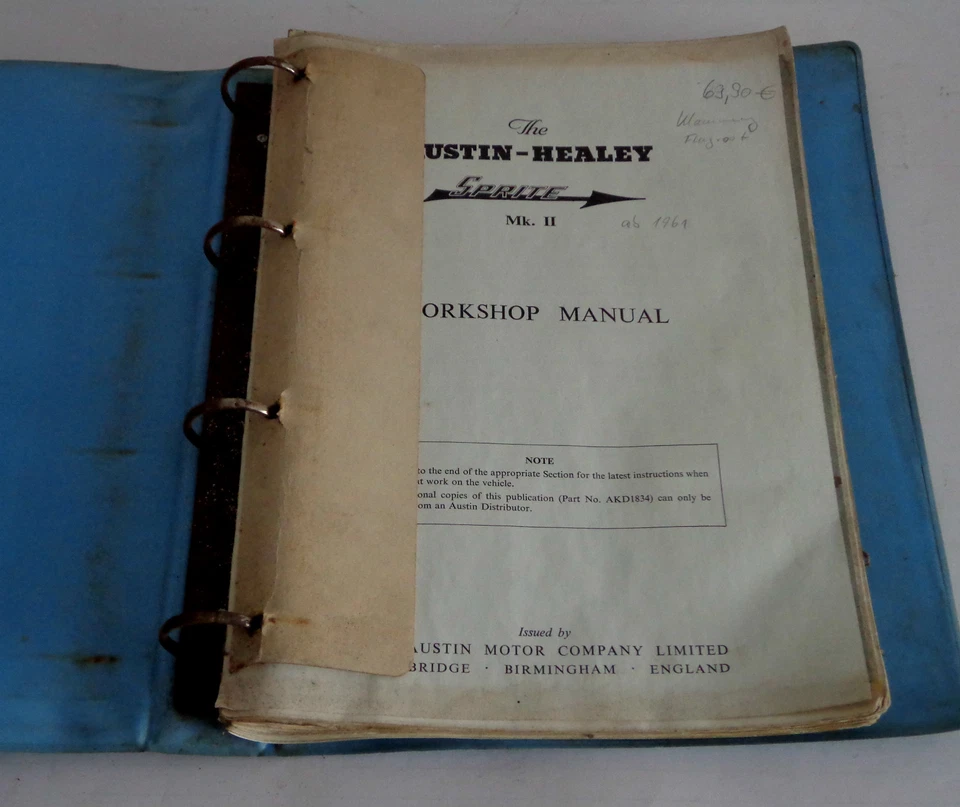 63,90 €
The
USTIN-HEALEY
SPRITE
Mk. II
ab 1961
ORKSHOP MANUAL
NOTE
to the end of the appropriate Section for the latest instructions when
t work on the vehicle.
onal copies of this publication (Part No. AKD1834) can only be
om an Austin Distributor.
Issued by
AUSTIN MOTOR COMPANY LIMITED
BRIDGE · BIRMINGHAM · ENGLAND